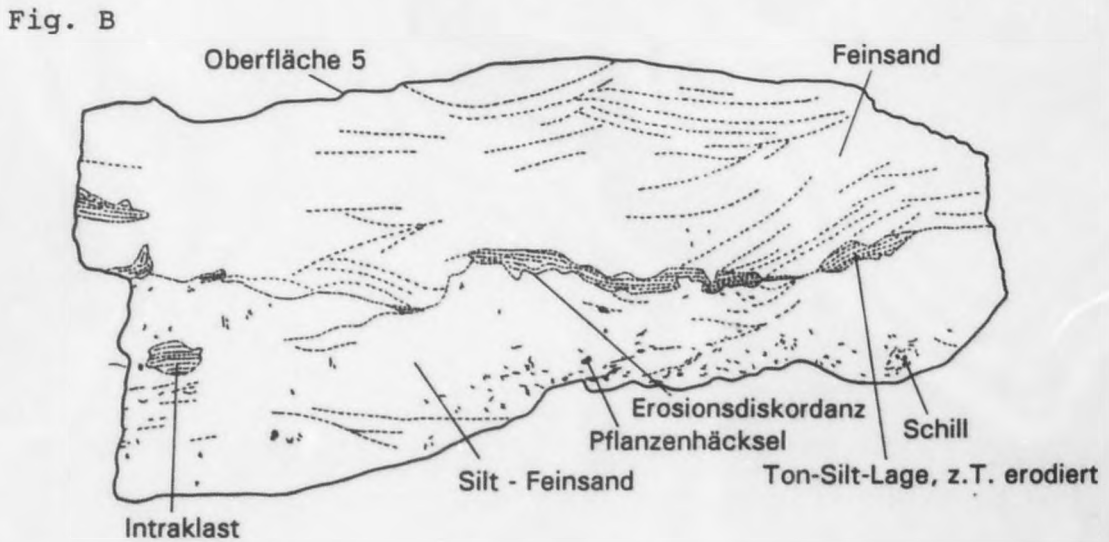 Fig. B
Oberfläche 5
Feinsand
Erosionsdiskordanz
Pflanzenhäcksel
Schill
Silt - Feinsand
Ton-Silt-Lage, z.T. erodiert
Intraklast